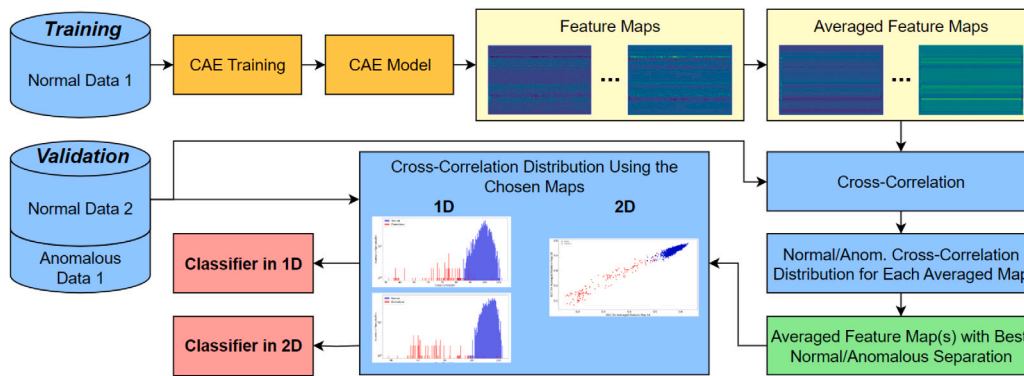 Training
Normal Data 1
CAE Training
CAE Model
Feature Maps
...
Averaged Feature Maps
...
Validation
Normal Data 2
Anomalous
Data 1
Cross-Correlation Distribution Using the
Chosen Maps
1D
2D
Classifier in 1D
Classifier in 2D
Cross-Correlation
Normal/Anom. Cross-Correlation
Distribution for Each Averaged Map
Averaged Feature Map(s) with Best
Normal/Anomalous Separation